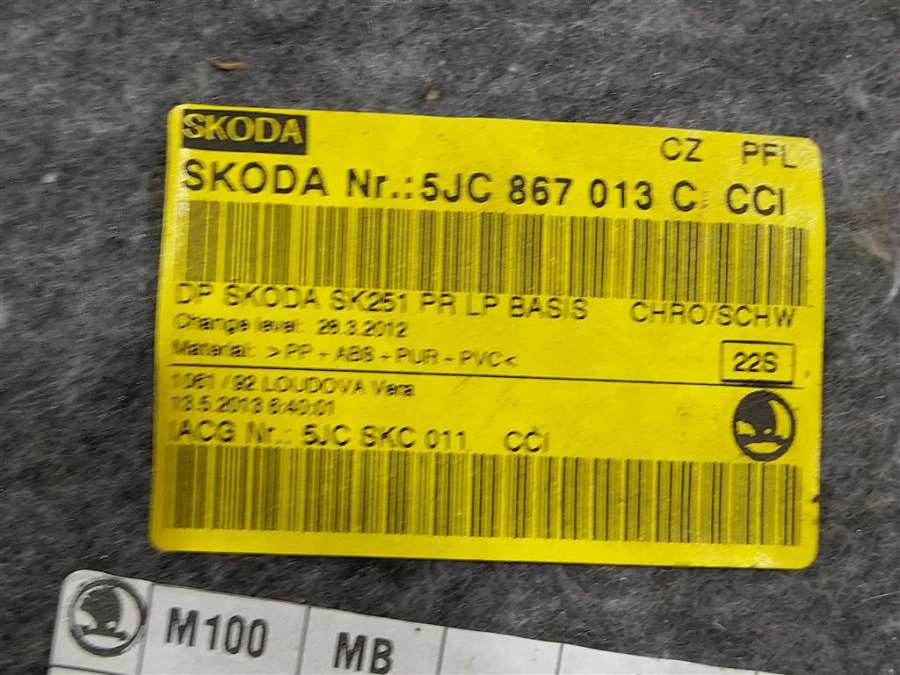 SKODA
CZ PFL
SKODA Nr.: 5JC 867 013 C CCI
DP SKODA SK251 PR LP BASIS CHRO/SCHW
Change level: 28.3.2012
Material: >PP+ABS+PUR+PVC< 22S
1061 / 92 LOUDOVA Vera
13.5.2013 6:40:01
IACG Nr.: 5JC SKC 011 CCI
M100 MB